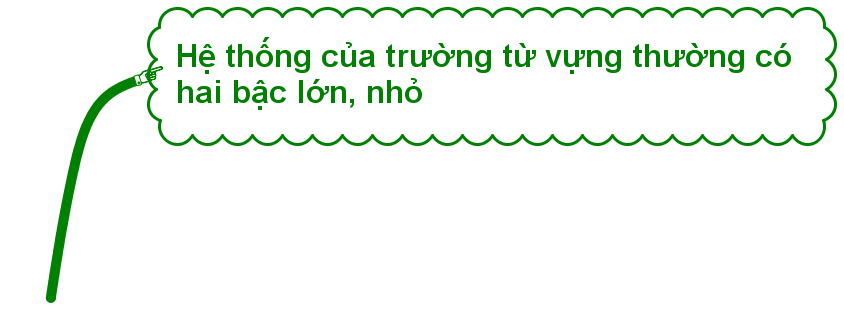 Hệ thống của trường từ vựng thường có
hai bậc lớn, nhỏ